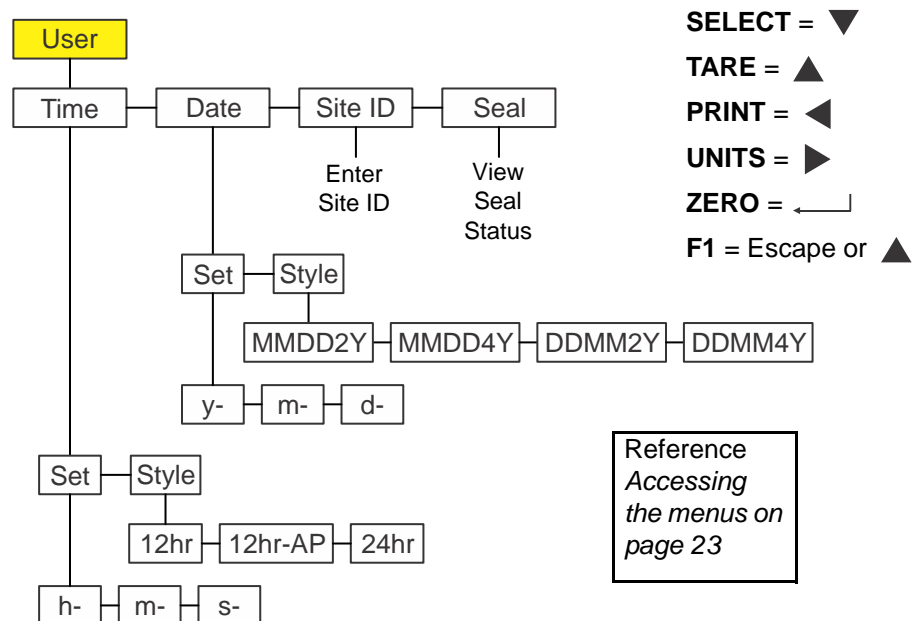 User
Time
Date
Site ID
Seal
Enter
Site ID
View
Seal
Status
Set
Style
MMDD2Y
MMDD4Y
DDMM2Y
DDMM4Y
y-
m-
d-
Set
Style
12hr
12hr-AP
24hr
h-
m-
s-
SELECT = ▼
TARE = ▲
PRINT = ◀
UNITS = ▶
ZERO = ↵
F1 = Escape or ▲
Reference
Accessing
the menus on
page 23